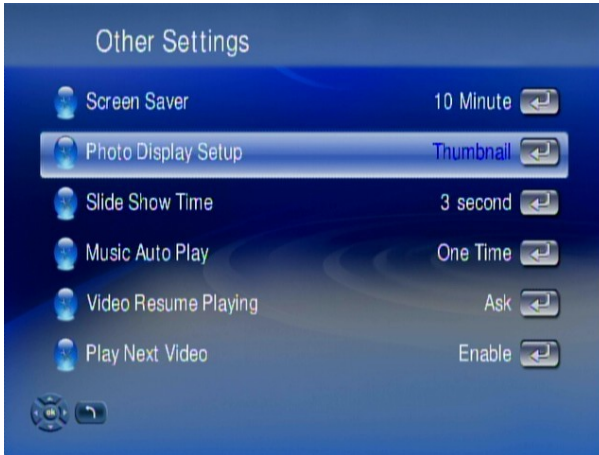 Other Settings
Screen Saver 10 Minute
Photo Display Setup Thumbnail
Slide Show Time 3 second
Music Auto Play One Time
Video Resume Playing Ask
Play Next Video Enable
ok